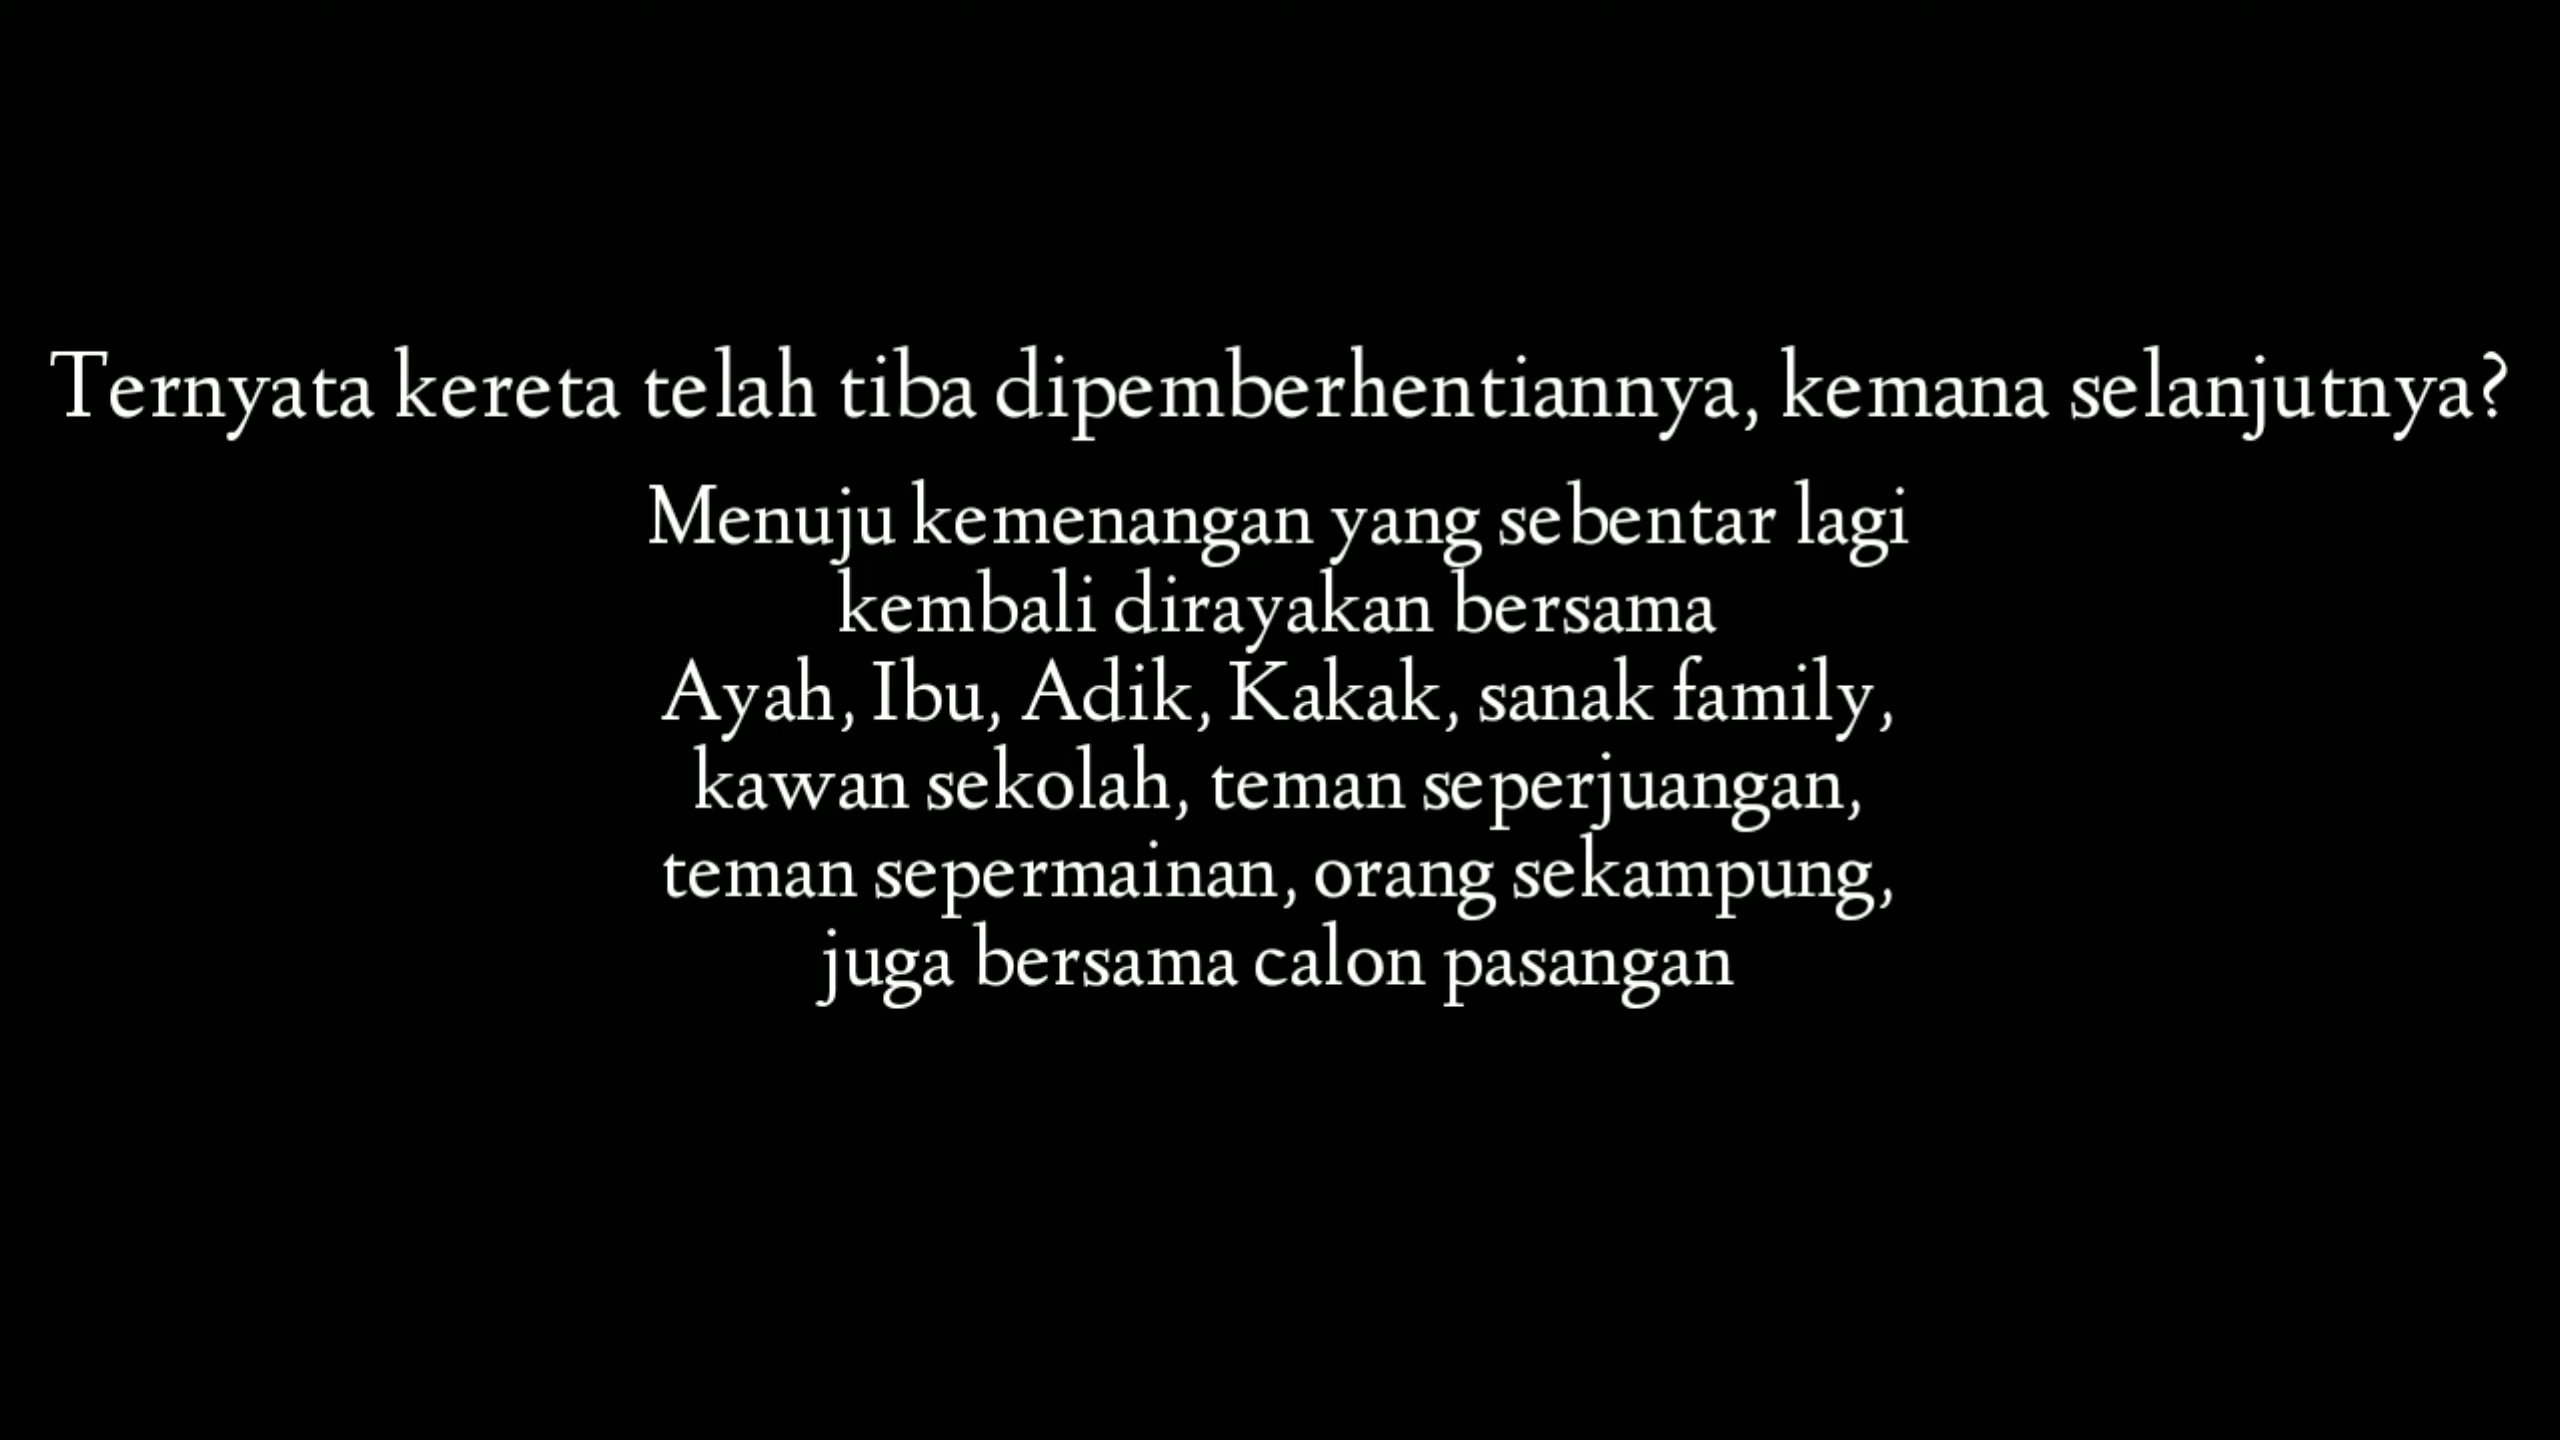 Ternyata kereta telah tiba dipemberhentiannya, kemana selanjutnya?
Menuju kemenangan yang sebentar lagi
kembali dirayakan bersama
Ayah, Ibu, Adik, Kakak, sanak family,
kawan sekolah, teman seperjuangan,
teman sepermainan, orang sekampung,
juga bersama calon pasangan